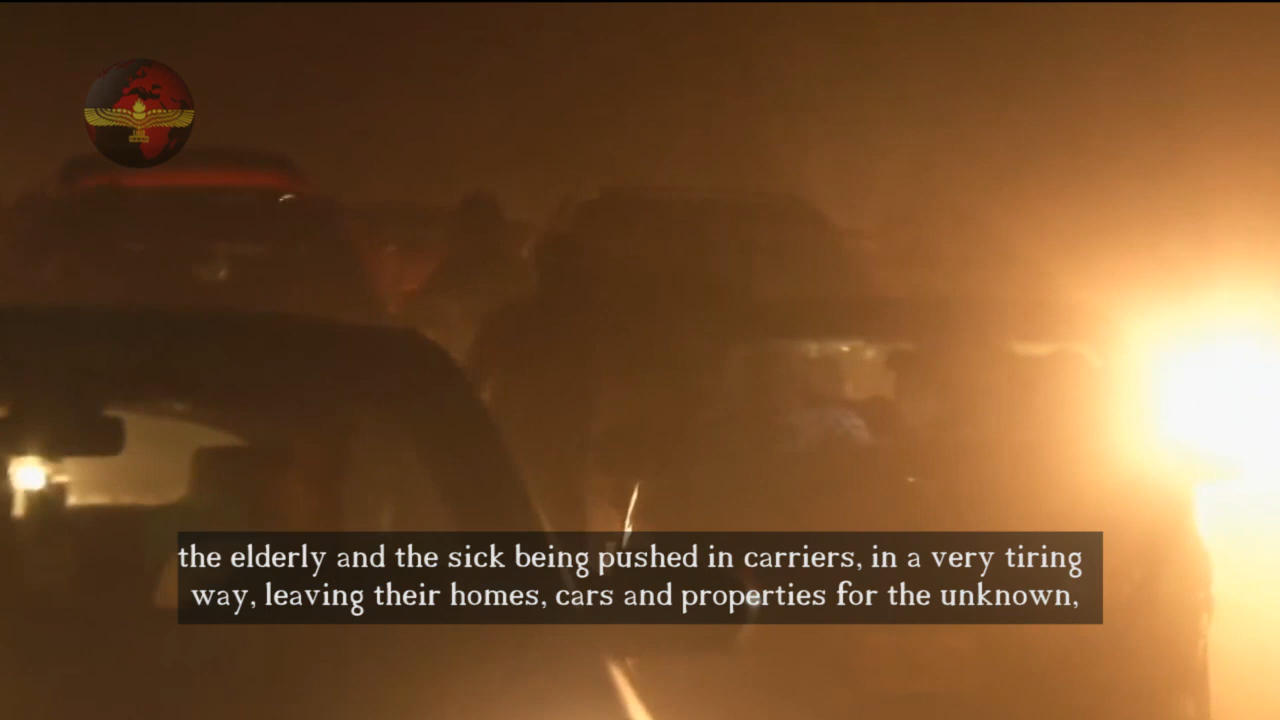 the elderly and the sick being pushed in carriers, in a very tiring
way, leaving their homes, cars and properties for the unknown,